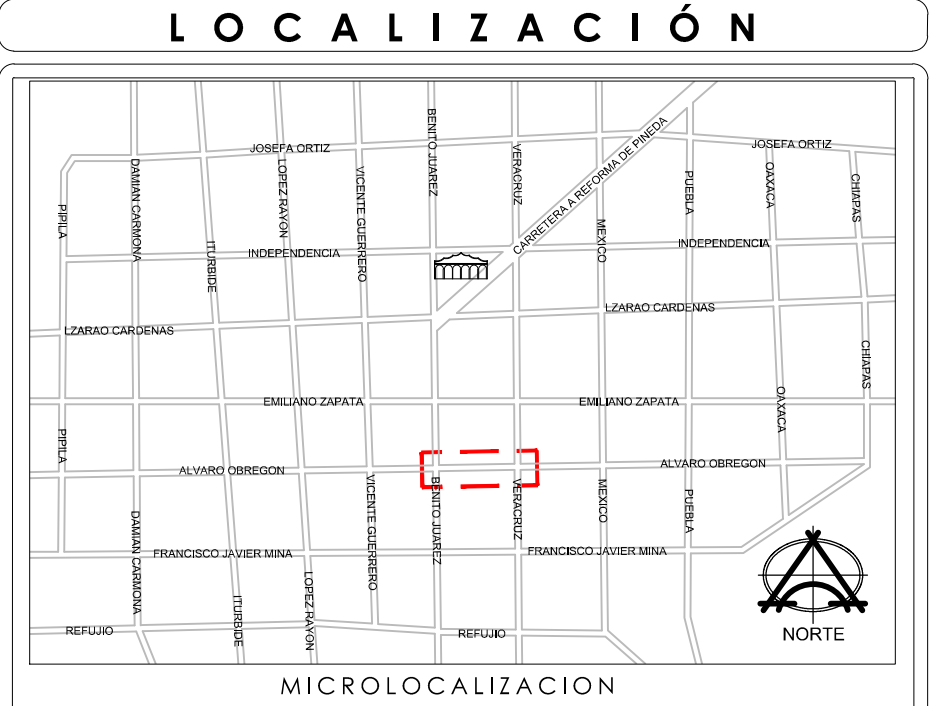 LOCALIZACIÓN
BENITO JUAREZ
CARRETERA A REFORMA DE PINEDA
JOSEFA ORTIZ
JOSEFA ORTIZ
DAMIAN CARMONA
LOPEZ RAYON
VICENTE GUERRERO
VERACRUZ
PUEBLA
OAXACA
CHIAPAS
PIPILA
ITURBIDE
MEXICO
INDEPENDENCIA
INDEPENDENCIA
LZARAO CARDENAS
LZARAO CARDENAS
CHIAPAS
EMILIANO ZAPATA
EMILIANO ZAPATA
OAXACA
PIPILA
ALVARO OBREGON
ALVARO OBREGON
VICENTE GUERRERO
BENITO JUAREZ
VERACRUZ
MEXICO
PUEBLA
DAMIAN CARMONA
FRANCISCO JAVIER MINA
FRANCISCO JAVIER MINA
ITURBIDE
LOPEZ RAYON
REFUJIO
REFUJIO
NORTE
MICROLOCALIZACION